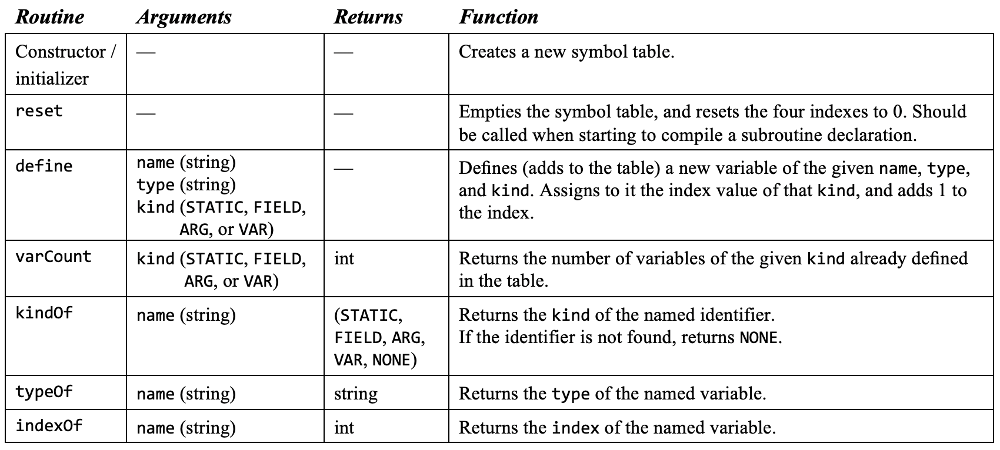 Routine Arguments Returns Function
Constructor / — — Creates a new symbol table.
initializer
reset — — Empties the symbol table, and resets the four indexes to 0. Should
be called when starting to compile a subroutine declaration.
define name (string) — Defines (adds to the table) a new variable of the given name, type,
type (string) and kind. Assigns to it the index value of that kind, and adds 1 to
kind (STATIC, FIELD, the index.
ARG, or VAR)
varCount kind (STATIC, FIELD, int Returns the number of variables of the given kind already defined
ARG, or VAR) in the table.
kindOf name (string) (STATIC, Returns the kind of the named identifier.
FIELD, ARG, If the identifier is not found, returns NONE.
VAR, NONE)
typeOf name (string) string Returns the type of the named variable.
indexOf name (string) int Returns the index of the named variable.